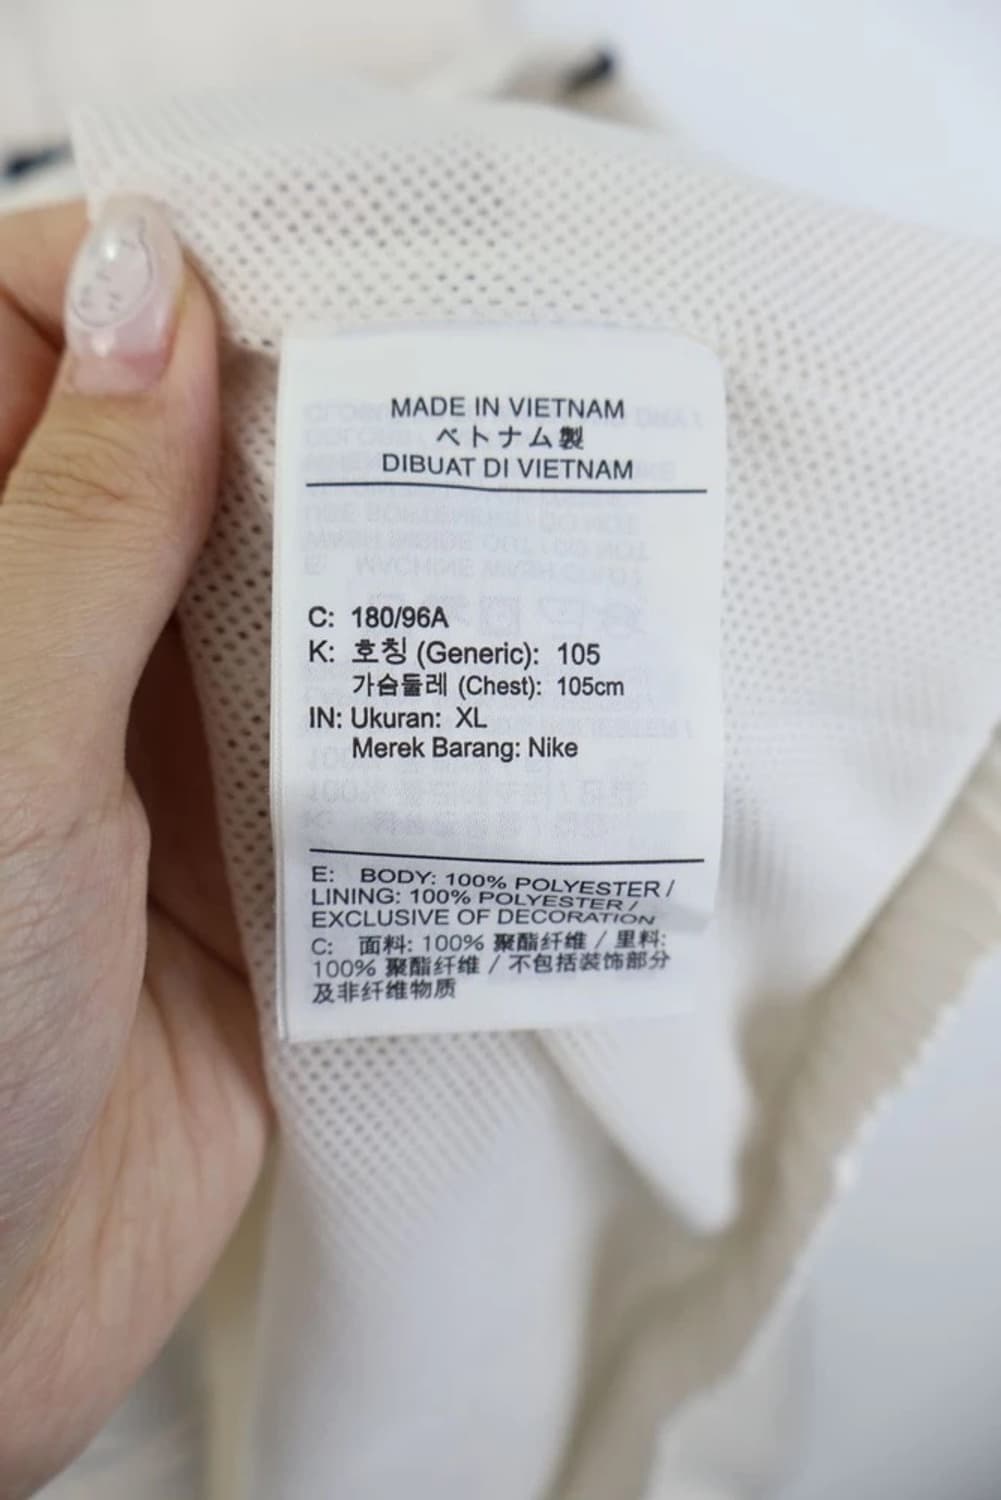 MADE IN VIETNAM
ベトナム製
DIBUAT DI VIETNAM
C: 180/96A
K: 호칭 (Generic): 105
가슴둘레 (Chest): 105cm
IN: Ukuran: XL
Merek Barang: Nike
E: BODY: 100% POLYESTER /
LINING: 100% POLYESTER /
EXCLUSIVE OF DECORATION
C: 面料: 100% 聚酯纤维 / 里料:
100% 聚酯纤维 / 不包括装饰部分
及非纤维物质